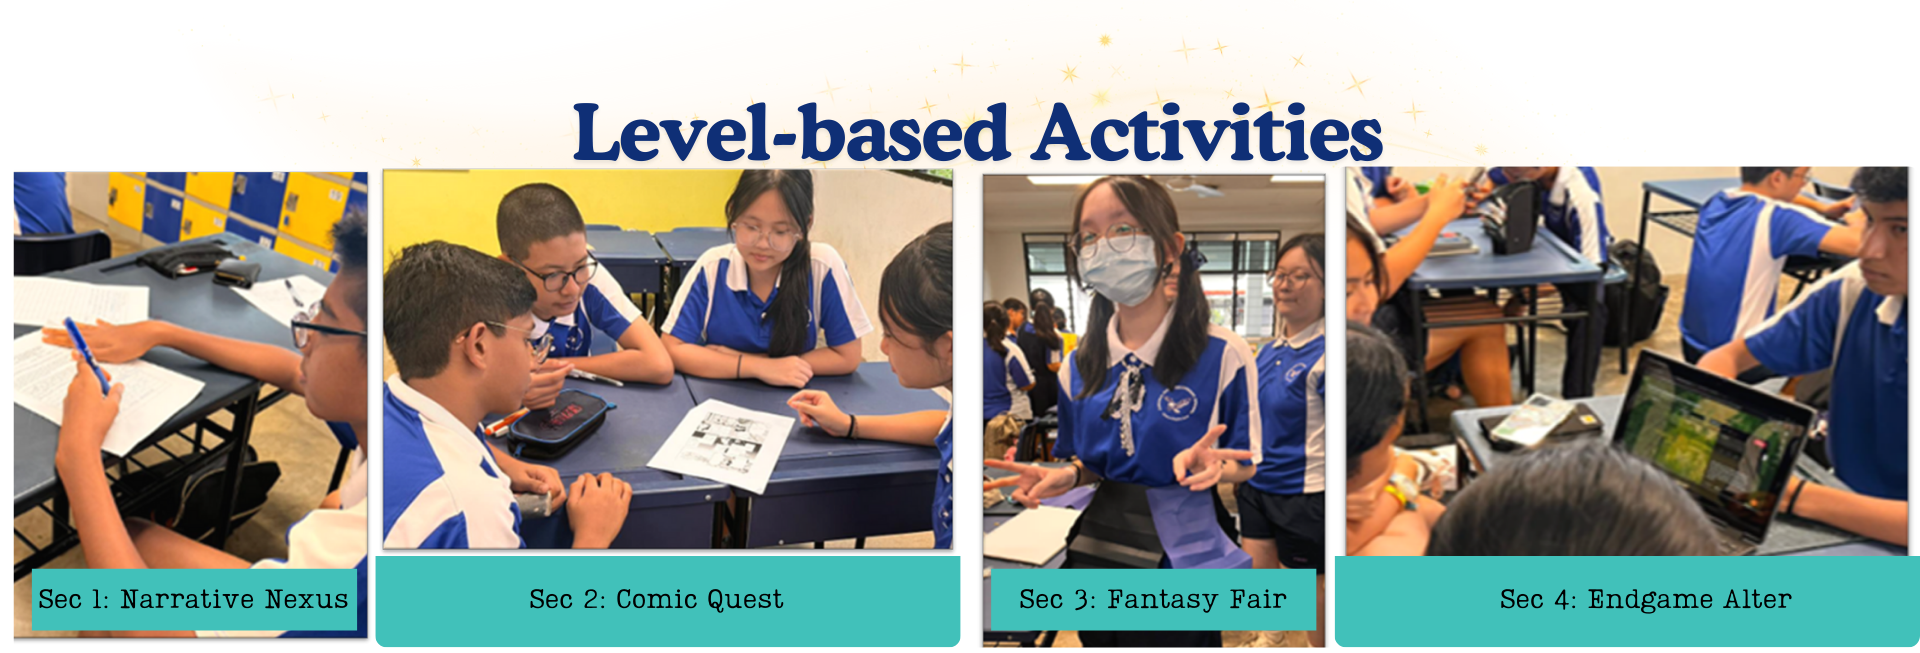 Level-based Activities
Sec 1: Narrative Nexus
Sec 2: Comic Quest
Sec 3: Fantasy Fair
Sec 4: Endgame Alter